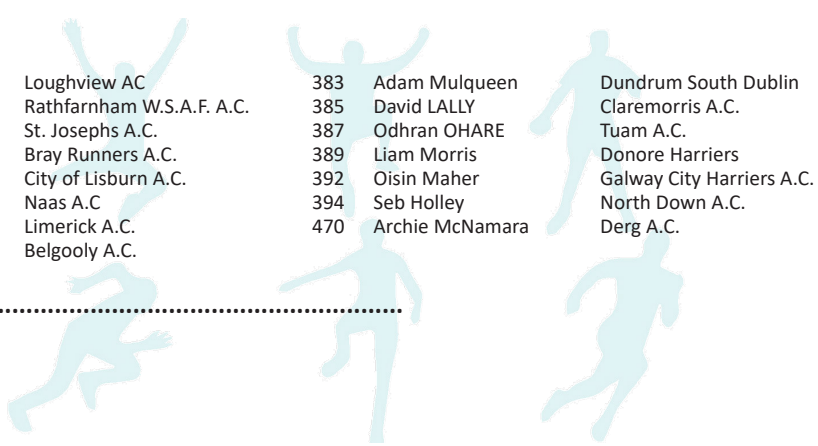 Loughview AC 383 Adam Mulqueen Dundrum South Dublin
Rathfarnham W.S.A.F. A.C. 385 David LALLY Claremorris A.C.
St. Josephs A.C. 387 Odhran OHARE Tuam A.C.
Bray Runners A.C. 389 Liam Morris Donore Harriers
City of Lisburn A.C. 392 Oisin Maher Galway City Harriers A.C.
Naas A.C 394 Seb Holley North Down A.C.
Limerick A.C. 470 Archie McNamara Derg A.C.
Belgooly A.C.